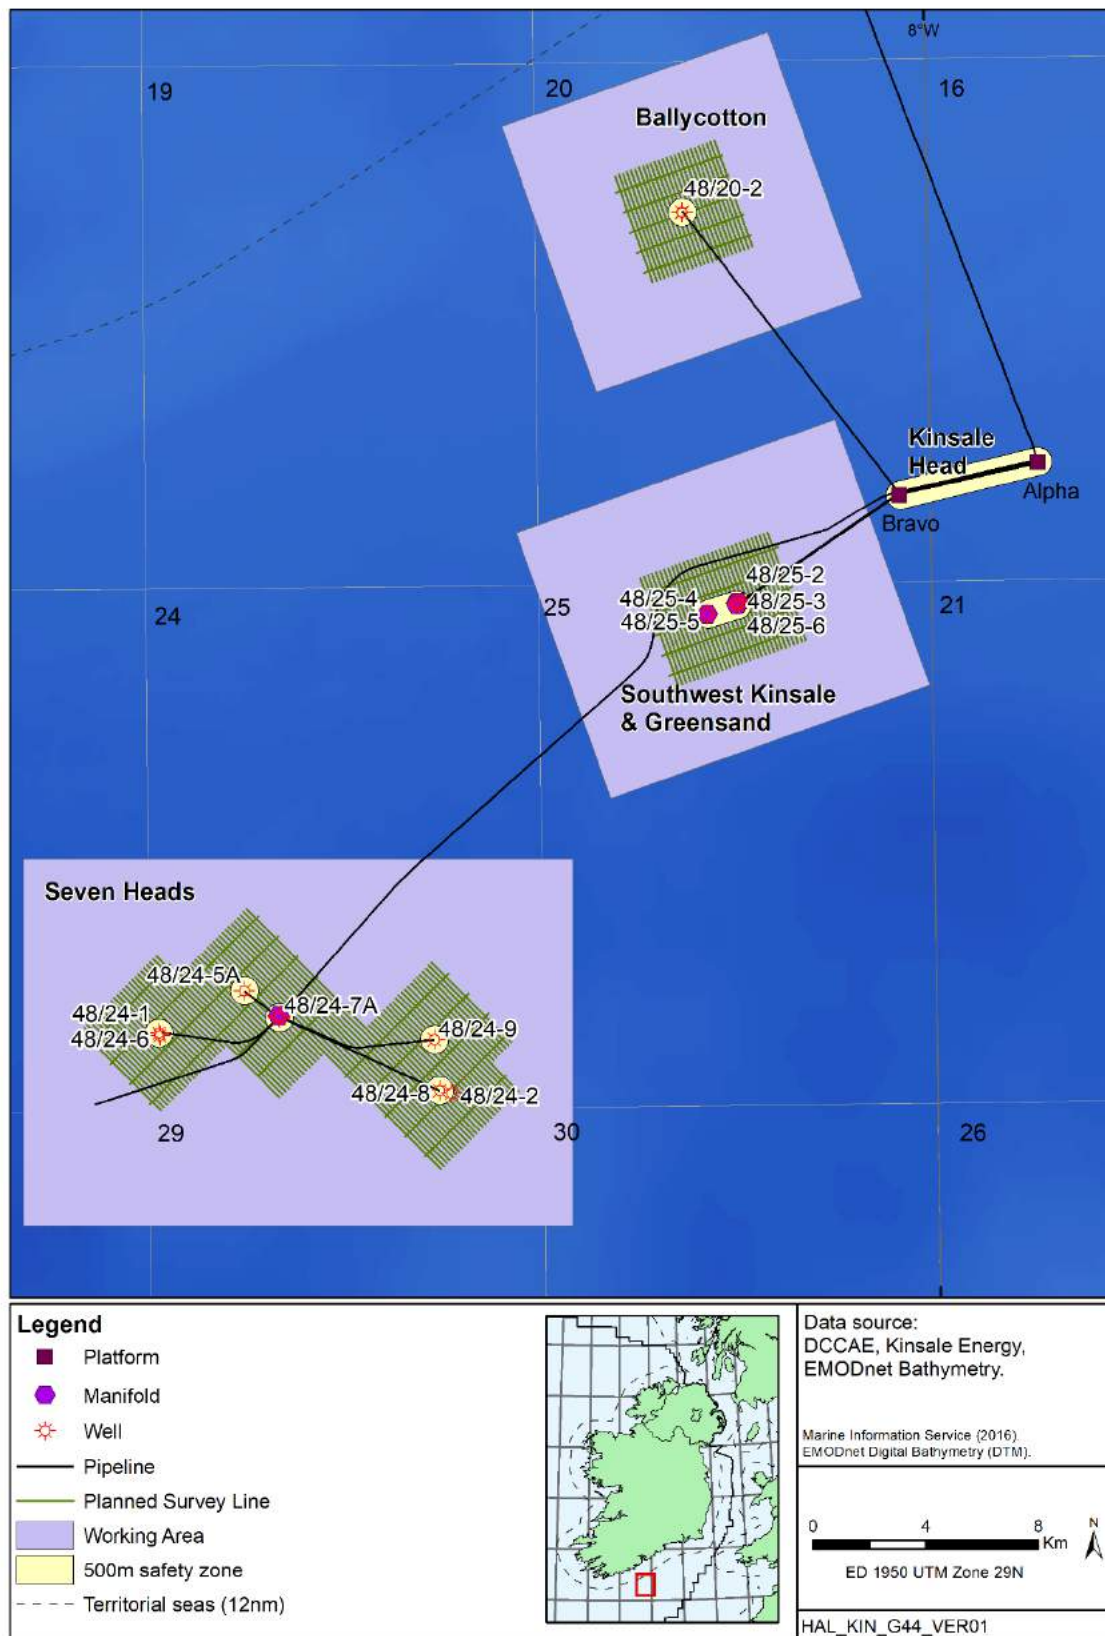 8°W
19
20
16
Ballycotton
48/20-2
Kinsale
Head
Alpha
Bravo
24
25
21
48/25-2
48/25-4
48/25-3
48/25-5
48/25-6
Southwest Kinsale
& Greensand
Seven Heads
48/24-5A
48/24-7A
48/24-1
48/24-6
48/24-9
48/24-8
48/24-2
29
30
26
Legend
Platform
Manifold
Well
Pipeline
Planned Survey Line
Working Area
500m safety zone
Territorial seas (12nm)
Data source:
DCCAE, Kinsale Energy,
EMODnet Bathymetry.
Marine Information Service (2016).
EMODnet Digital Bathymetry (DTM).
0 4 8
Km
N
ED 1950 UTM Zone 29N
HAL_KIN_G44_VER01